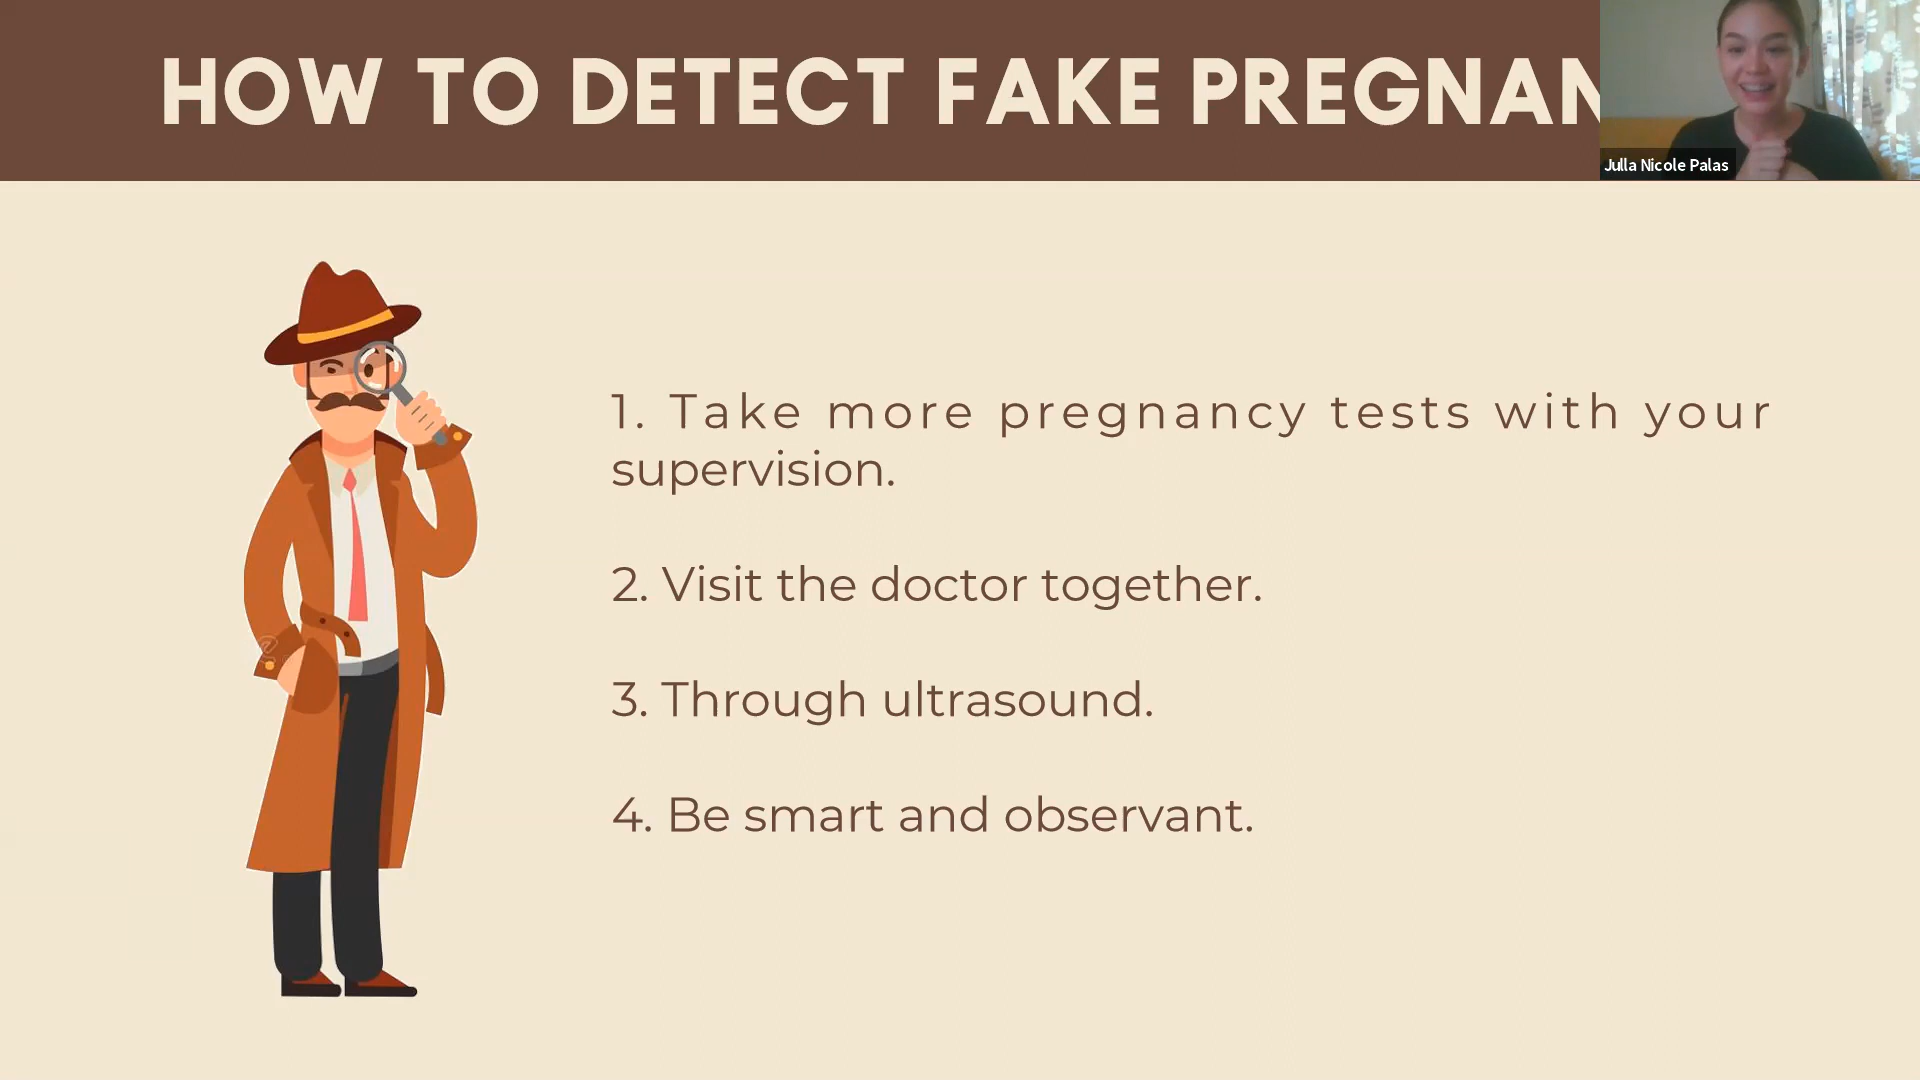 HOW TO DETECT FAKE PREGNAN
Julla Nicole Palas
1. Take more pregnancy tests with your
supervision.
2. Visit the doctor together.
3. Through ultrasound.
4. Be smart and observant.